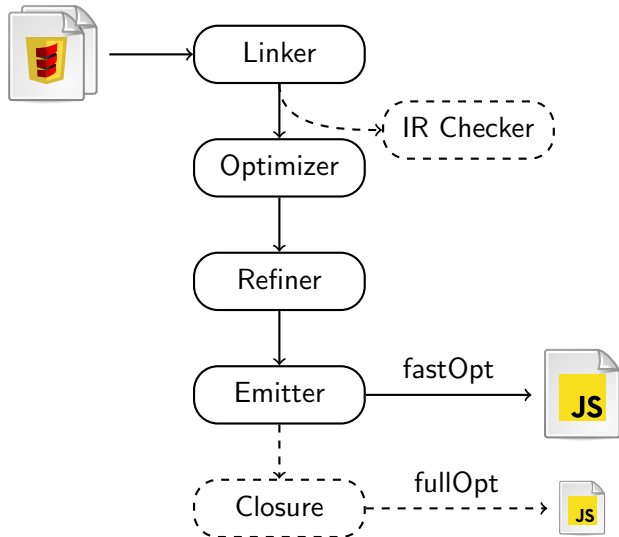 Linker
IR Checker
Optimizer
Refiner
fastOpt
Emitter
JS
fullOpt
Closure
JS